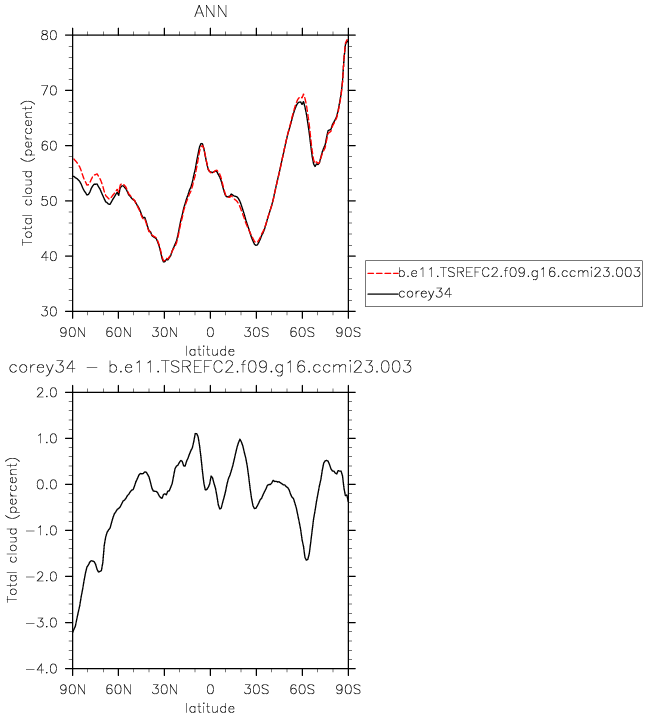 ANN
80
70
60
50
40
30
Total cloud (percent)
90N 60N 30N 0 30S 60S 90S
latitude
b.e11.TSREFC2.f09.g16.ccmi23.003
corey34
corey34 − b.e11.TSREFC2.f09.g16.ccmi23.003
2.0
1.0
0.0
−1.0
−2.0
−3.0
−4.0
Total cloud (percent)
90N 60N 30N 0 30S 60S 90S
latitude